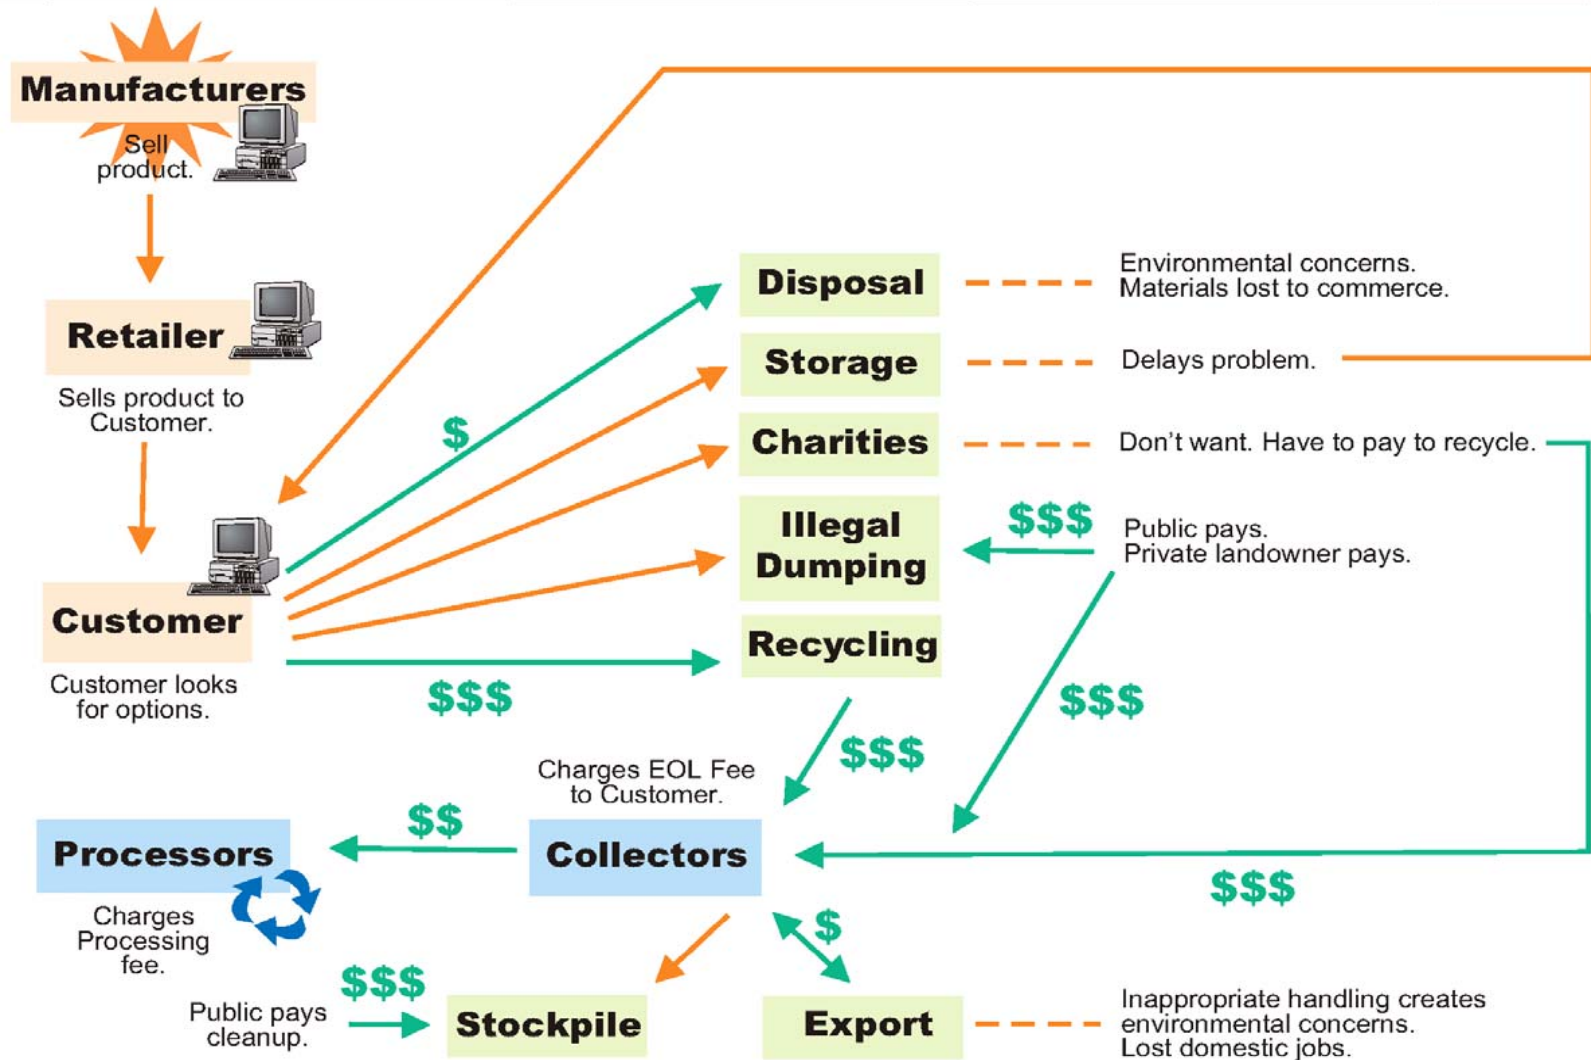 Manufacturers
Sell
product.
Retailer
Sells product to
Customer.
Customer
Customer looks
for options.
$
$$$
Disposal
Environmental concerns.
Materials lost to commerce.
Storage
Delays problem.
Charities
Don't want. Have to pay to recycle.
Illegal
Dumping
$$$
Public pays.
Private landowner pays.
Recycling
$$$
$$$
Charges EOL Fee
to Customer.
Processors
$$
Collectors
$$$
Charges
Processing
fee.
$
$$$
Public pays
cleanup.
Stockpile
Export
Inappropriate handling creates
environmental concerns.
Lost domestic jobs.